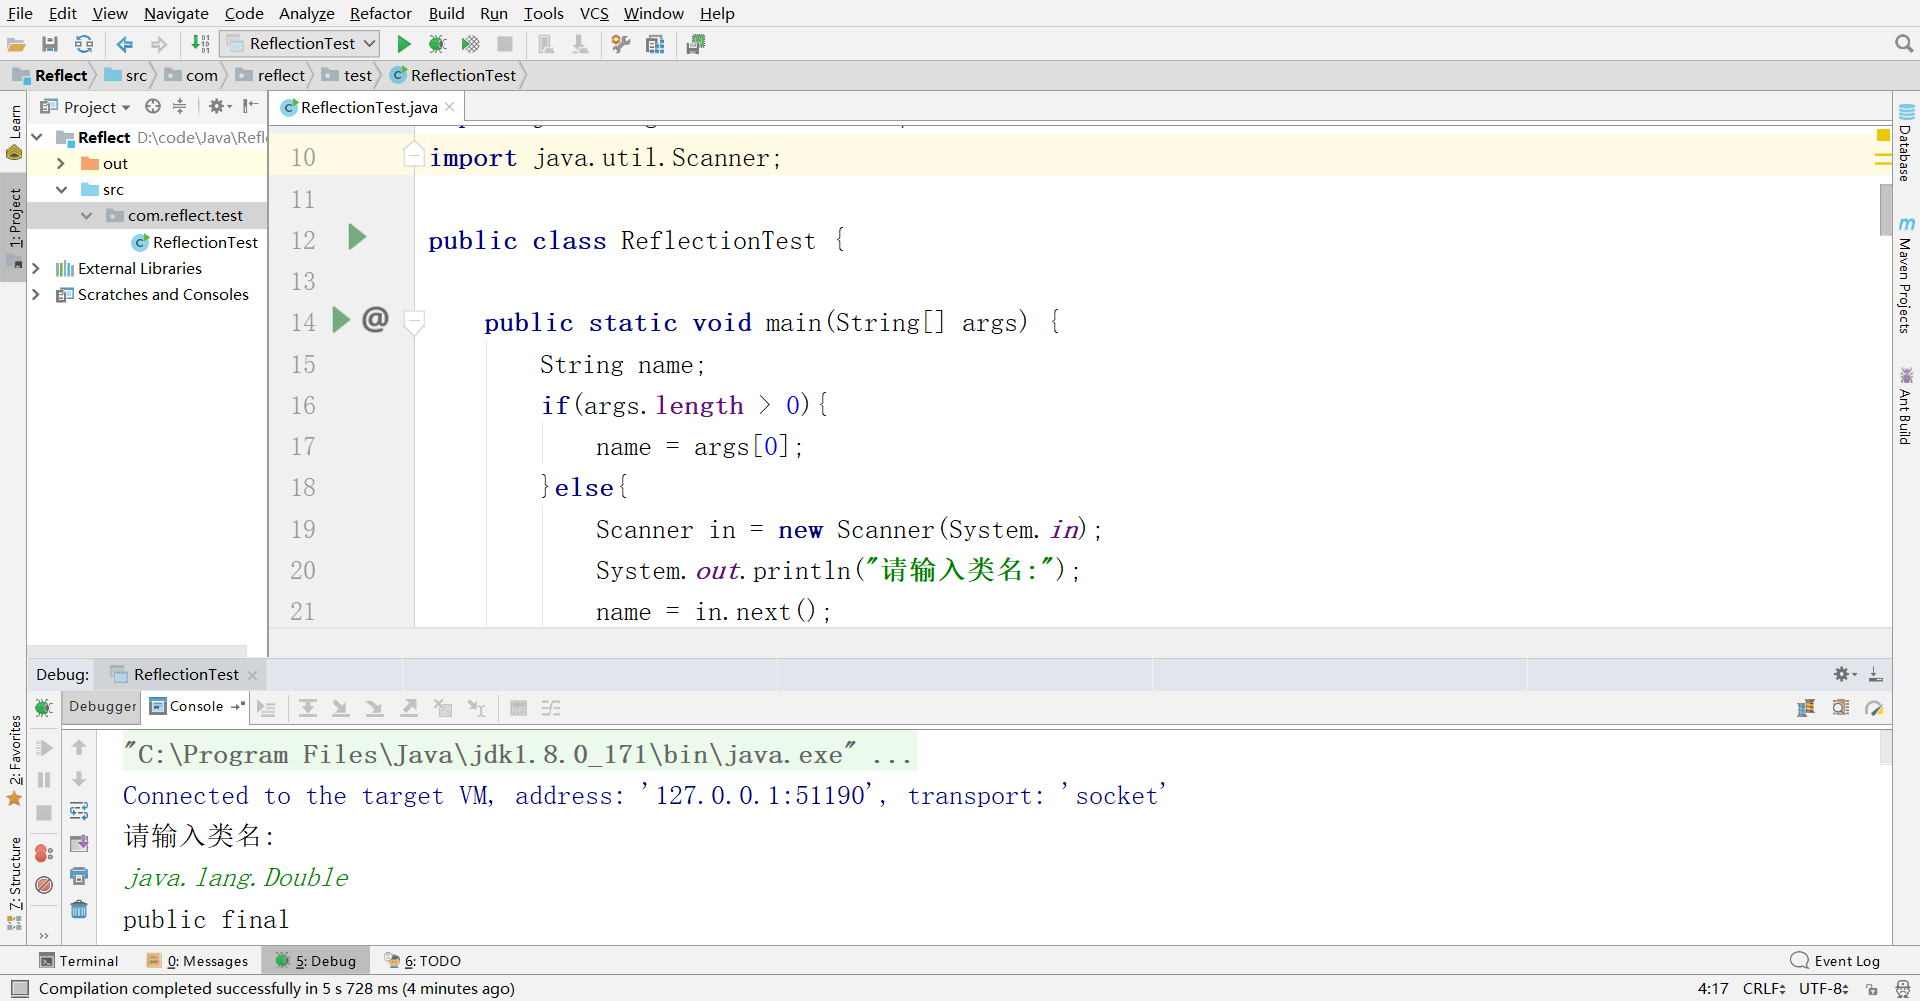 File Edit View Navigate Code Analyze Refactor Build Run Tools VCS Window Help
ReflectionTest
Reflect src com reflect test ReflectionTest
Project
ReflectionTest.java
Learn
1: Project
2: Favorites
7: Structure
Reflect D:\code\Java\Refl
out
src
com.reflect.test
ReflectionTest
External Libraries
Scratches and Consoles
10 import java.util.Scanner;
11
12 public class ReflectionTest {
13
14 public static void main(String[] args) {
15 String name;
16 if(args.length > 0){
17 name = args[0];
18 }else{
19 Scanner in = new Scanner(System.in);
20 System.out.println("请输入类名:");
21 name = in.next();
Database
Maven Projects
Ant Build
Debug: ReflectionTest
Debugger Console
"C:\Program Files\Java\jdk1.8.0_171\bin\java.exe" ...
Connected to the target VM, address: '127.0.0.1:51190', transport: 'socket'
请输入类名:
java.lang.Double
public final
Terminal 0: Messages 5: Debug 6: TODO Event Log
Compilation completed successfully in 5 s 728 ms (4 minutes ago) 4:17 CRLF UTF-8